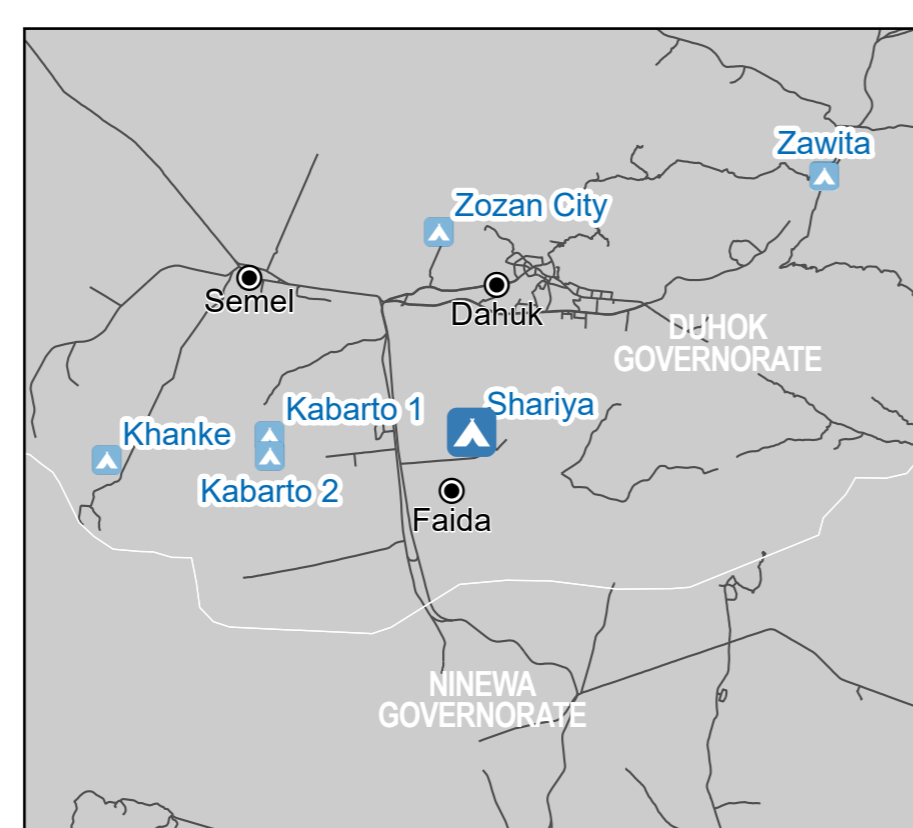 Zawita
Zozan City
Semel
Dahuk
DUHOK
GOVERNORATE
Kabarto 1
Shariya
Khanke
Kabarto 2
Faida
NINEWA
GOVERNORATE